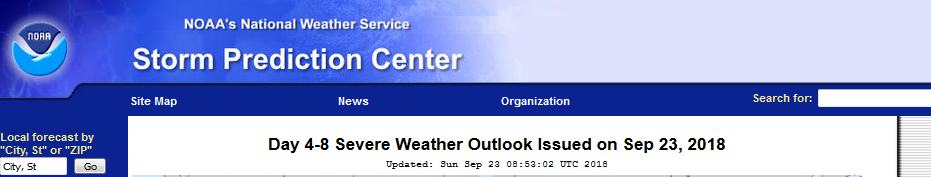 NOAA
NOAA's National Weather Service
Storm Prediction Center
Site Map News Organization Search for:
Local forecast by
"City, St" or "ZIP"
City, St Go
Day 4-8 Severe Weather Outlook Issued on Sep 23, 2018
Updated: Sun Sep 23 08:53:02 UTC 2018